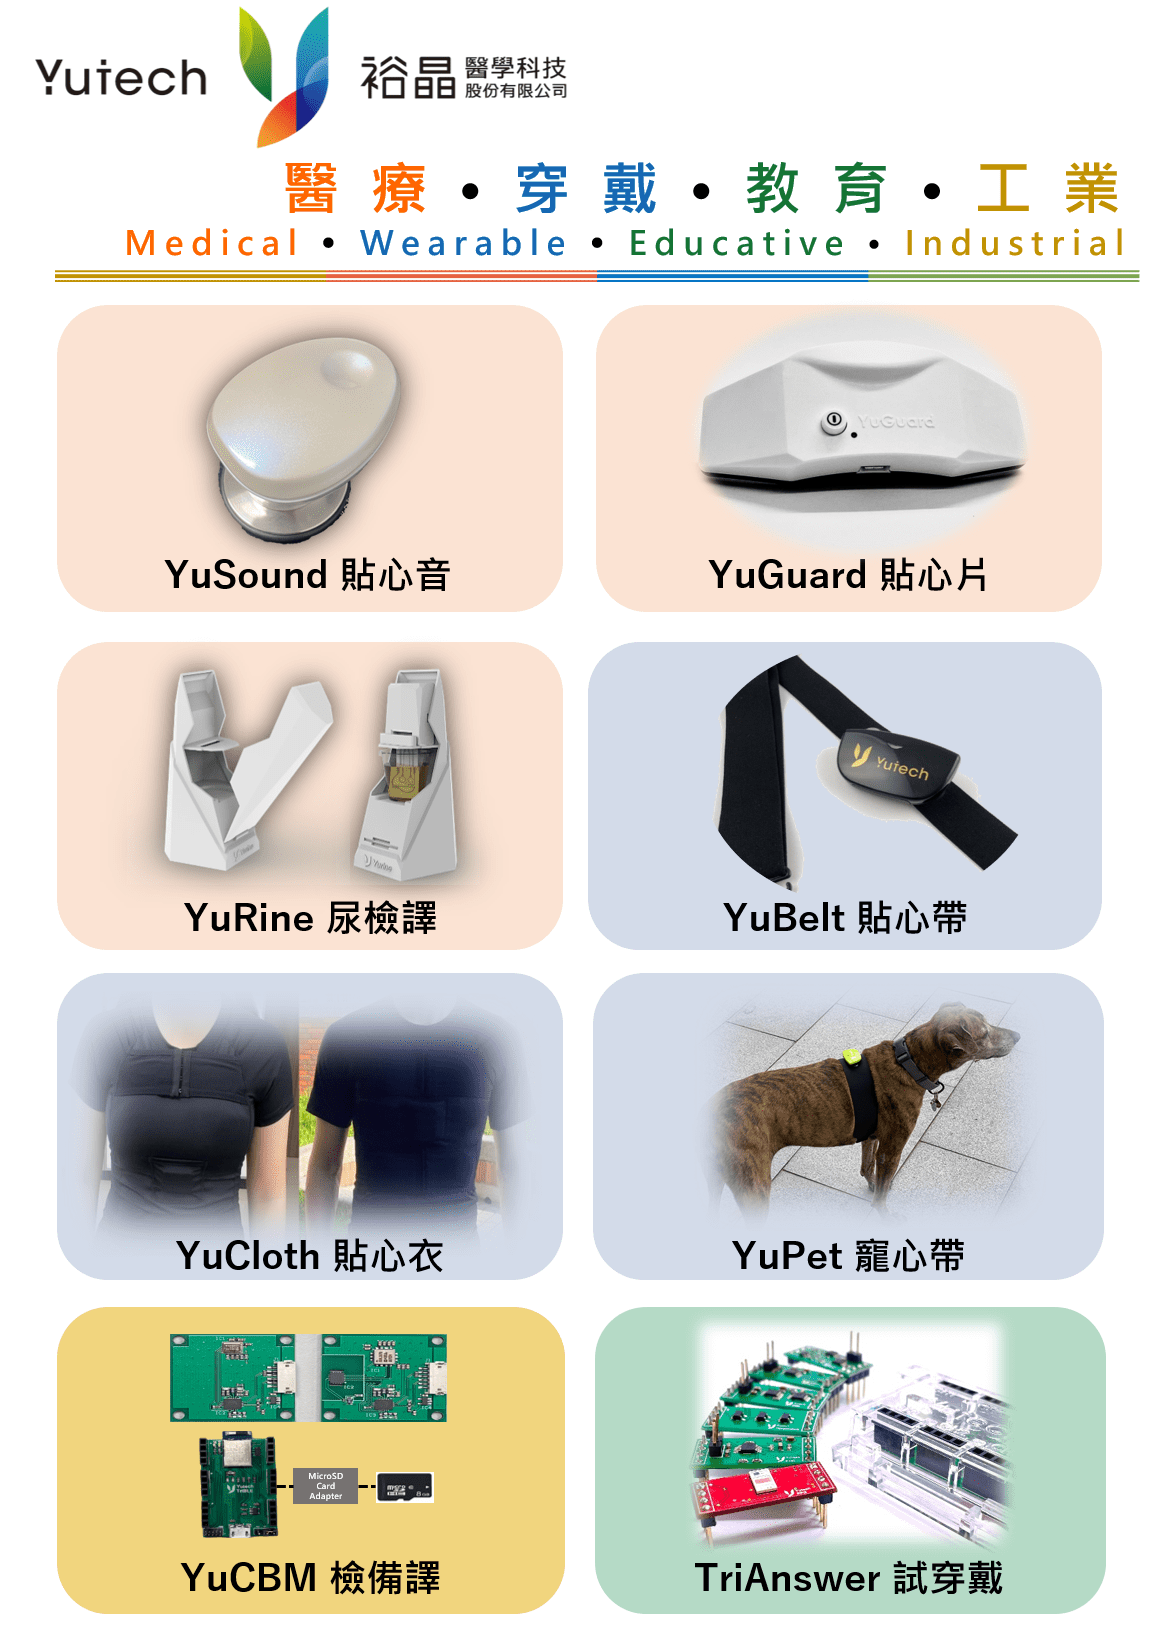 Yutech 裕晶 醫學科技
股份有限公司
醫療・穿戴・教育・工業
Medical • Wearable • Educative • Industrial
YuGuard
YuSound 貼心音
YuGuard 貼心片
Yutech
YuRine 尿檢譯
YuBelt 貼心帶
YuCloth 貼心衣
YuPet 寵心帶
MicroSD
Card
Adapter
YuCBM 檢備譯
TriAnswer 試穿戴